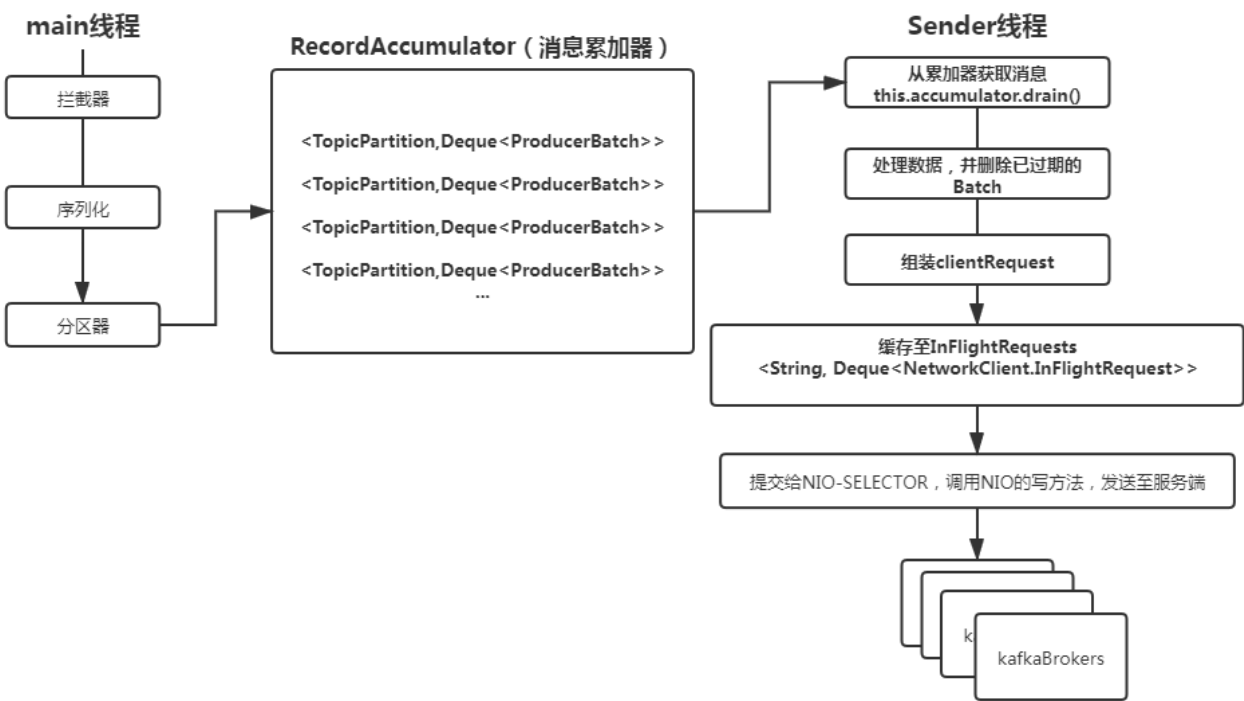 main线程
拦截器
序列化
分区器
RecordAccumulator（消息累加器）
<TopicPartition,Deque<ProducerBatch>>
<TopicPartition,Deque<ProducerBatch>>
<TopicPartition,Deque<ProducerBatch>>
<TopicPartition,Deque<ProducerBatch>>
...
Sender线程
从累加器获取消息
this.accumulator.drain()
处理数据，并删除已过期的
Batch
组装clientRequest
缓存至InFlightRequests
<String, Deque<NetworkClient.InFlightRequest>>
提交给NIO-SELECTOR，调用NIO的写方法，发送至服务端
k
kafkaBrokers